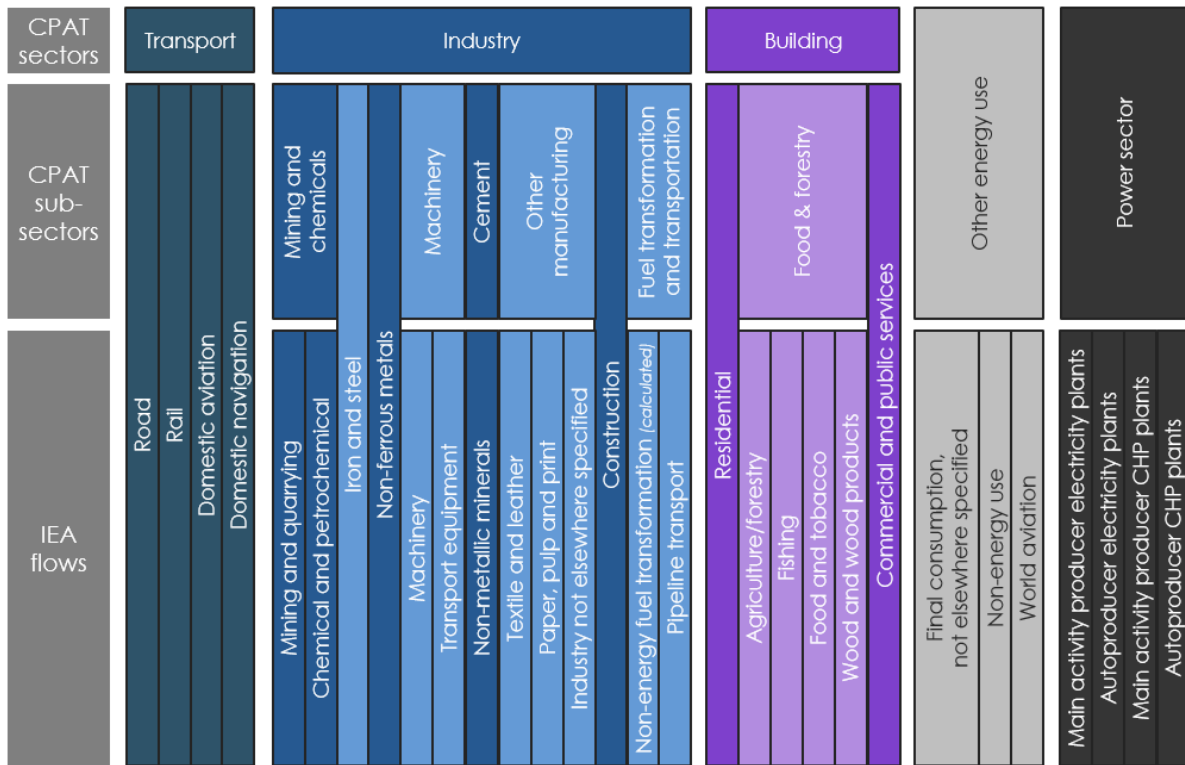 CPAT
sectors
Transport
Industry
Building
CPAT
sub-
sectors
Mining and
chemicals
Machinery
Cement
Other
manufacturing
Fuel transformation
and transportation
Food & forestry
Other energy use
Power sector
IEA
flows
Road
Rail
Domestic aviation
Domestic navigation
Mining and quarrying
Chemical and petrochemical
Iron and steel
Non-ferrous metals
Machinery
Transport equipment
Non-metallic minerals
Textile and leather
Paper, pulp and print
Industry not elsewhere specified
Construction
Non-energy fuel transformation (calculated)
Pipeline transport
Residential
Agriculture/forestry
Fishing
Food and tobacco
Wood and wood products
Commercial and public services
Final consumption,
not elsewhere specified
Non-energy use
World aviation
Main activity producer electricity plants
Autoproducer electricity plants
Main activity producer CHP plants
Autoproducer CHP plants